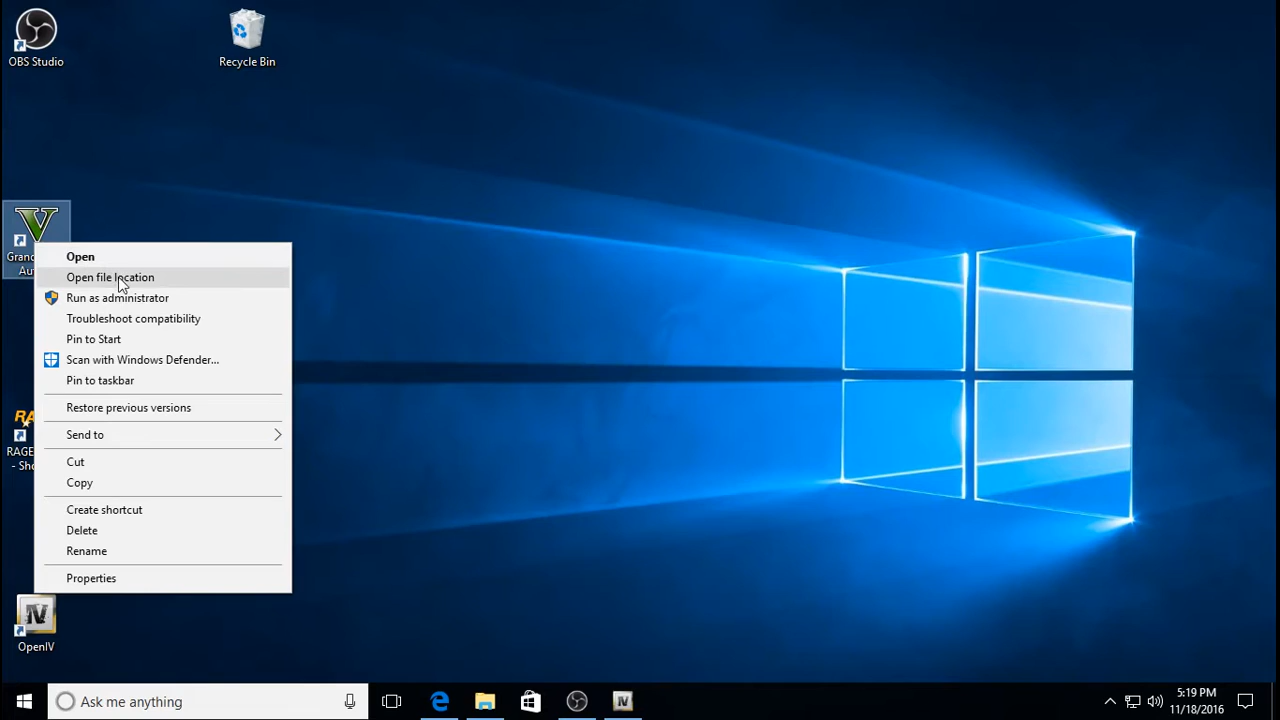 OBS Studio
Recycle Bin
Open
Open file location
Run as administrator
Troubleshoot compatibility
Pin to Start
Scan with Windows Defender...
Pin to taskbar
Restore previous versions
Send to
Cut
Copy
Create shortcut
Delete
Rename
Properties
RAGE
- Sho
OpenIV
Ask me anything
5:19 PM
11/18/2016